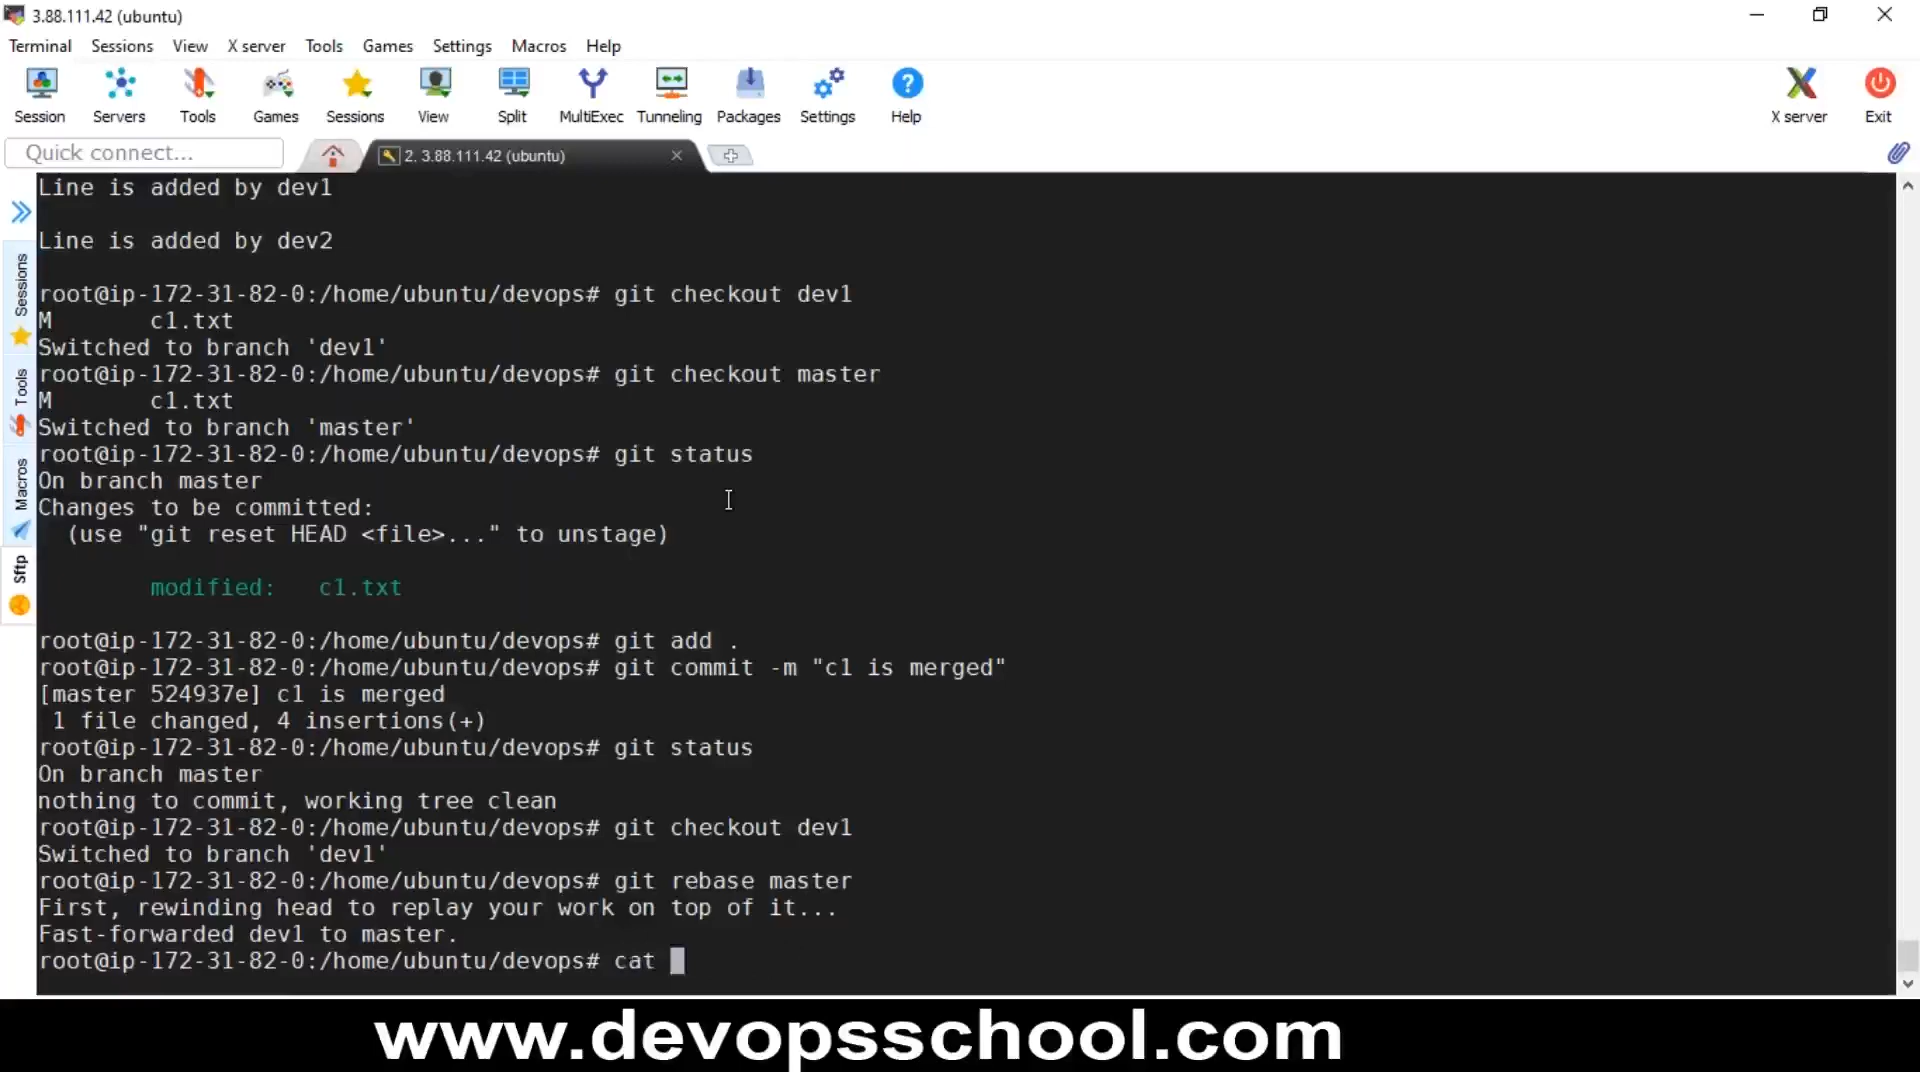 3.88.111.42 (ubuntu)
Terminal Sessions View X server Tools Games Settings Macros Help
Session Servers Tools Games Sessions View Split MultiExec Tunneling Packages Settings Help X server Exit
Quick connect... 2. 3.88.111.42 (ubuntu)
Sessions
Tools
Macros
Sftp
Line is added by dev1
Line is added by dev2
root@ip-172-31-82-0:/home/ubuntu/devops# git checkout dev1
M       c1.txt
Switched to branch 'dev1'
root@ip-172-31-82-0:/home/ubuntu/devops# git checkout master
M       c1.txt
Switched to branch 'master'
root@ip-172-31-82-0:/home/ubuntu/devops# git status
On branch master
Changes to be committed:
  (use "git reset HEAD <file>..." to unstage)
        modified:   c1.txt
root@ip-172-31-82-0:/home/ubuntu/devops# git add .
root@ip-172-31-82-0:/home/ubuntu/devops# git commit -m "c1 is merged"
[master 524937e] c1 is merged
 1 file changed, 4 insertions(+)
root@ip-172-31-82-0:/home/ubuntu/devops# git status
On branch master
nothing to commit, working tree clean
root@ip-172-31-82-0:/home/ubuntu/devops# git checkout dev1
Switched to branch 'dev1'
root@ip-172-31-82-0:/home/ubuntu/devops# git rebase master
First, rewinding head to replay your work on top of it...
Fast-forwarded dev1 to master.
root@ip-172-31-82-0:/home/ubuntu/devops# cat
www.devopsschool.com